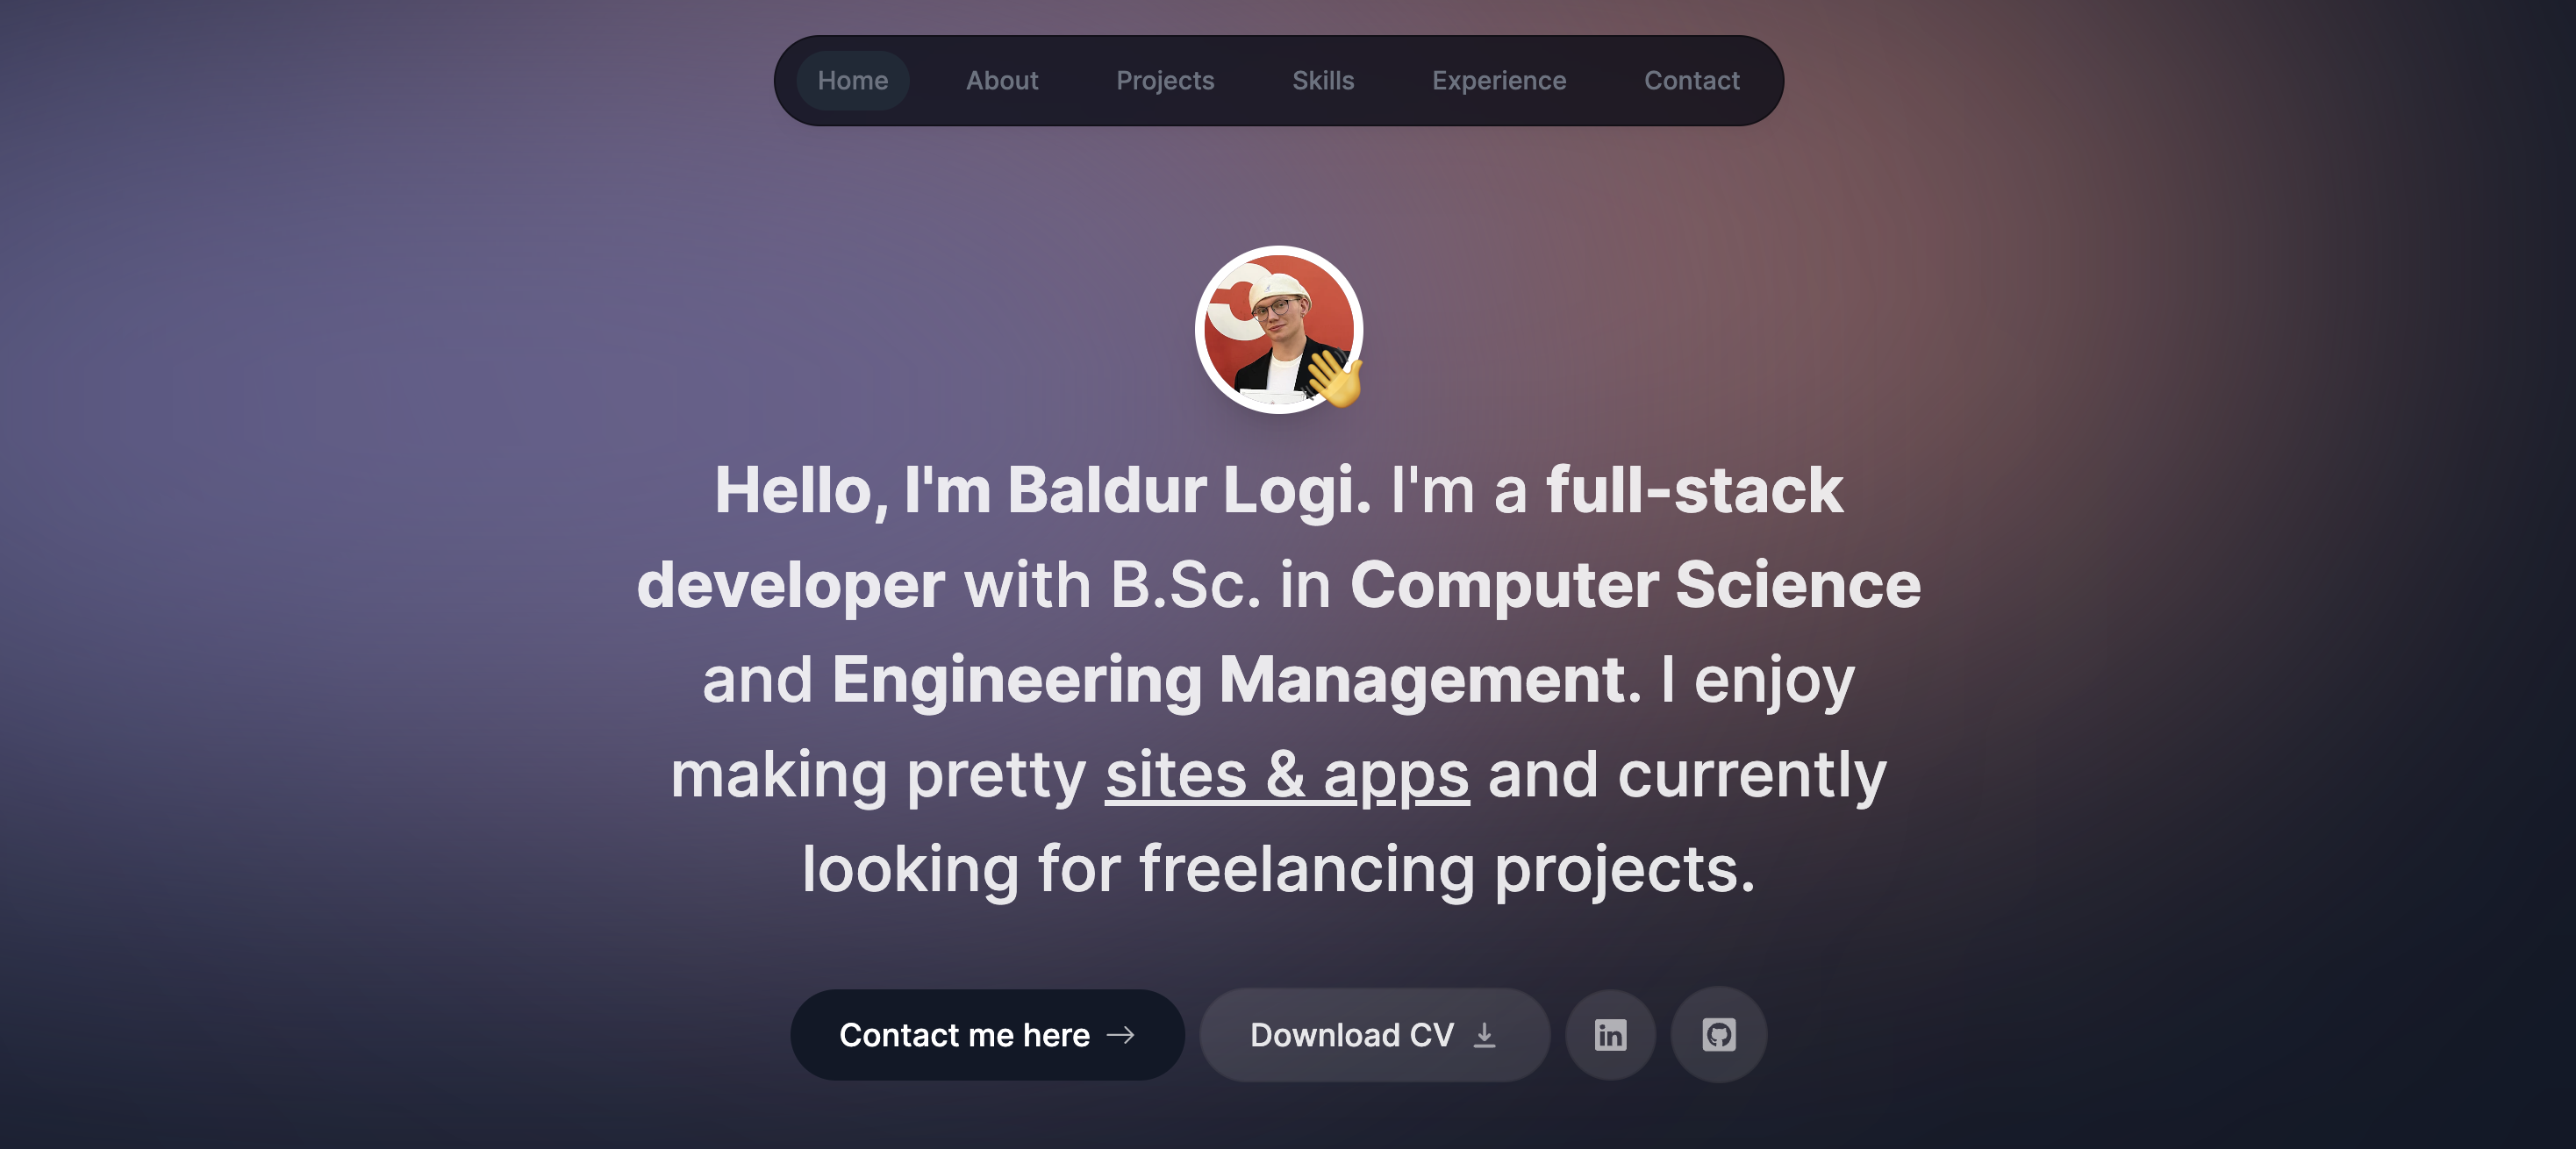 Home About Projects Skills Experience Contact
Hello, I'm Baldur Logi. I'm a full-stack
developer with B.Sc. in Computer Science
and Engineering Management. I enjoy
making pretty sites & apps and currently
looking for freelancing projects.
Contact me here Download CV in